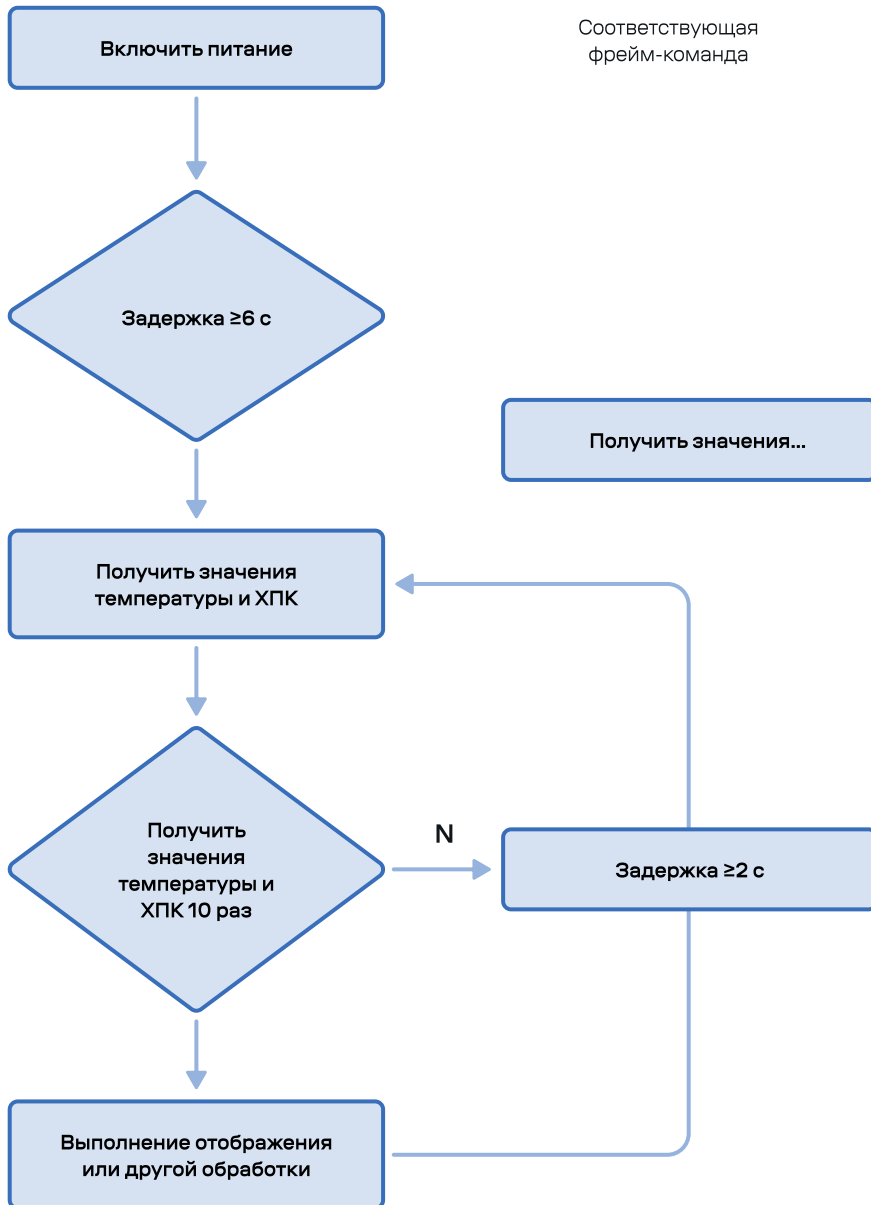 Включить питание
Соответствующая
фрейм-команда
Задержка ≥6 с
Получить значения...
Получить значения
температуры и ХПК
Получить
значения
температуры и
ХПК 10 раз
N
Задержка ≥2 с
Выполнение отображения
или другой обработки